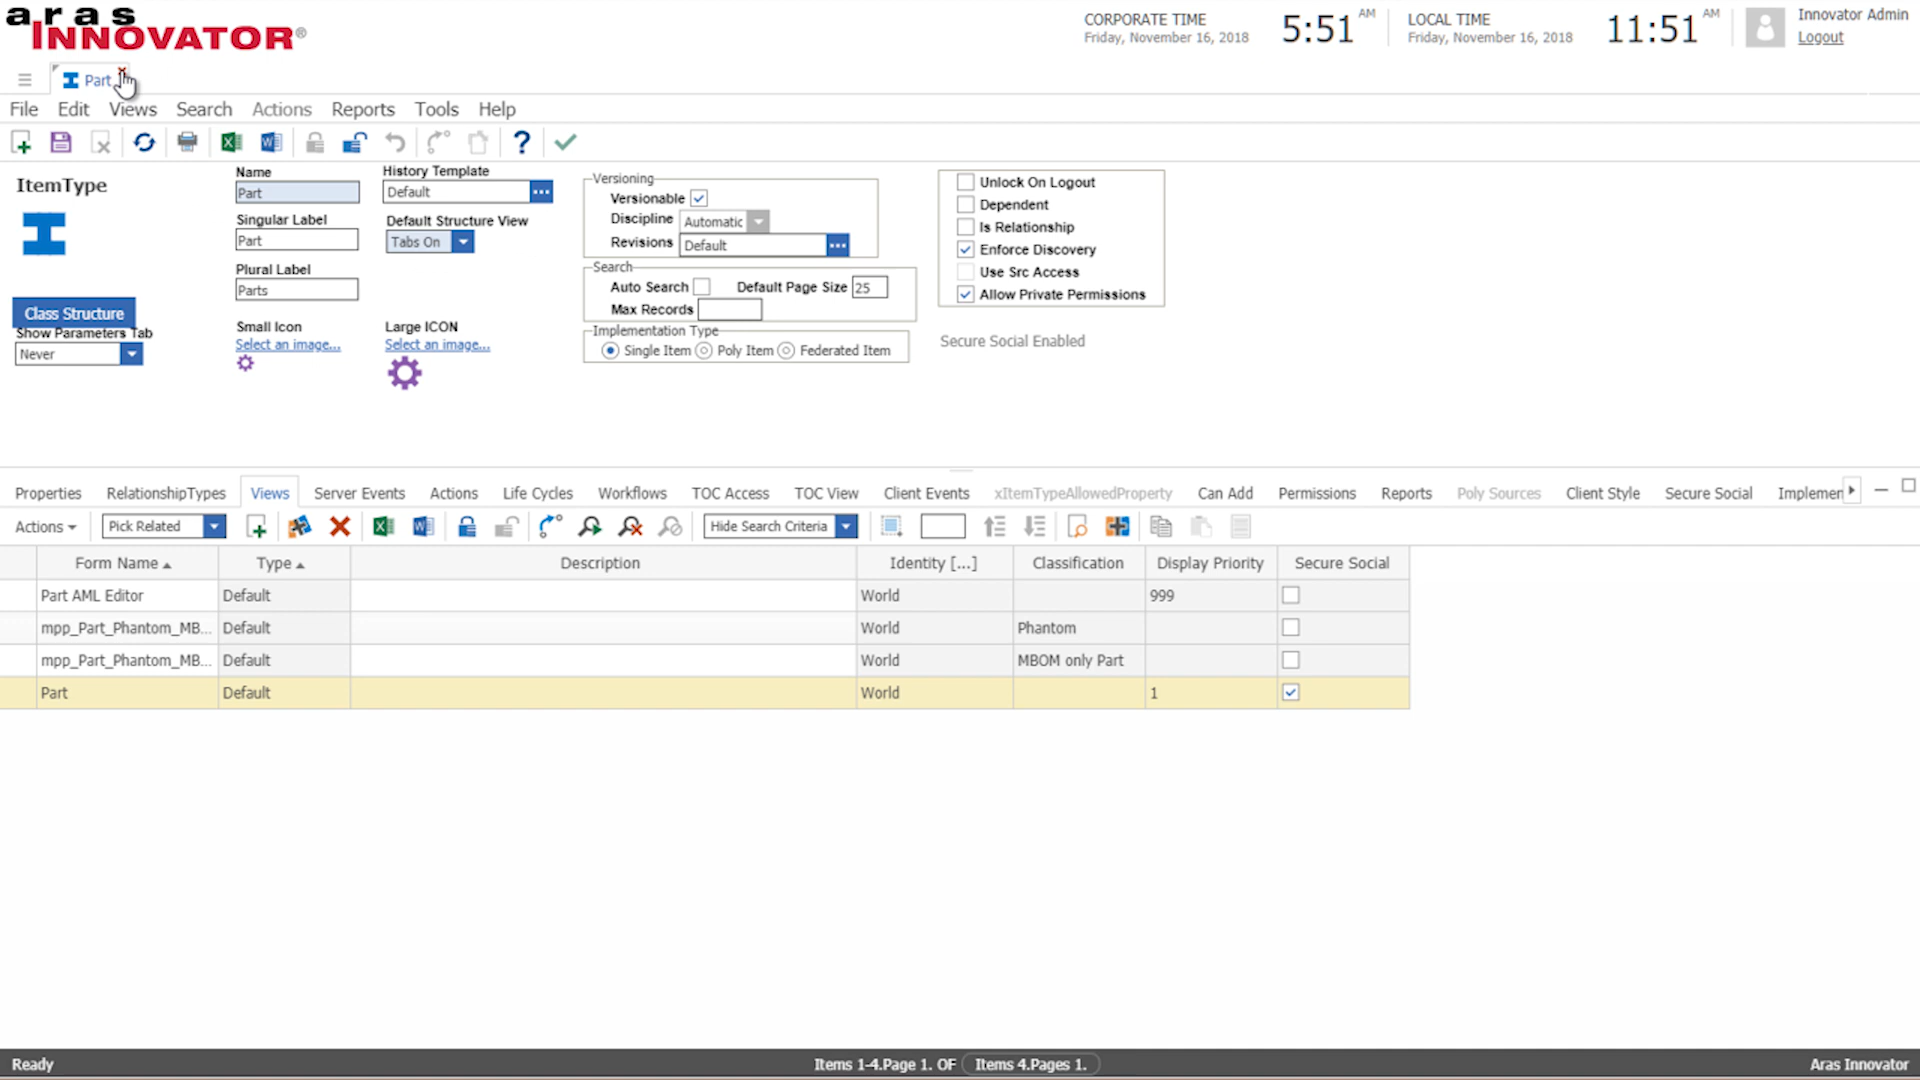 aras
INNOVATOR®
CORPORATE TIME
Friday, November 16, 2018
5:51 AM
LOCAL TIME
Friday, November 16, 2018
11:51 AM
Innovator Admin
Logout
Part
File Edit Views Search Actions Reports Tools Help
ItemType
Name
Part
Singular Label
Part
Plural Label
Parts
Class Structure
Show Parameters Tab
Never
Small Icon
Select an image...
History Template
Default
Default Structure View
Tabs On
Large ICON
Select an image...
Versioning
Versionable
Discipline Automatic
Revisions Default
Search
Auto Search Default Page Size 25
Max Records
Implementation Type
Single Item Poly Item Federated Item
Unlock On Logout
Dependent
Is Relationship
Enforce Discovery
Use Src Access
Allow Private Permissions
Secure Social Enabled
Properties RelationshipTypes Views Server Events Actions Life Cycles Workflows TOC Access TOC View Client Events xItemTypeAllowedProperty Can Add Permissions Reports Poly Sources Client Style Secure Social Implemen
Actions Pick Related Hide Search Criteria
Form Name Type Description Identity [...] Classification Display Priority Secure Social
Part AML Editor Default World 999
mpp_Part_Phantom_MB... Default World Phantom
mpp_Part_Phantom_MB... Default World MBOM only Part
Part Default World 1
Ready Items 1-4.Page 1. OF Items 4.Pages 1. Aras Innovator